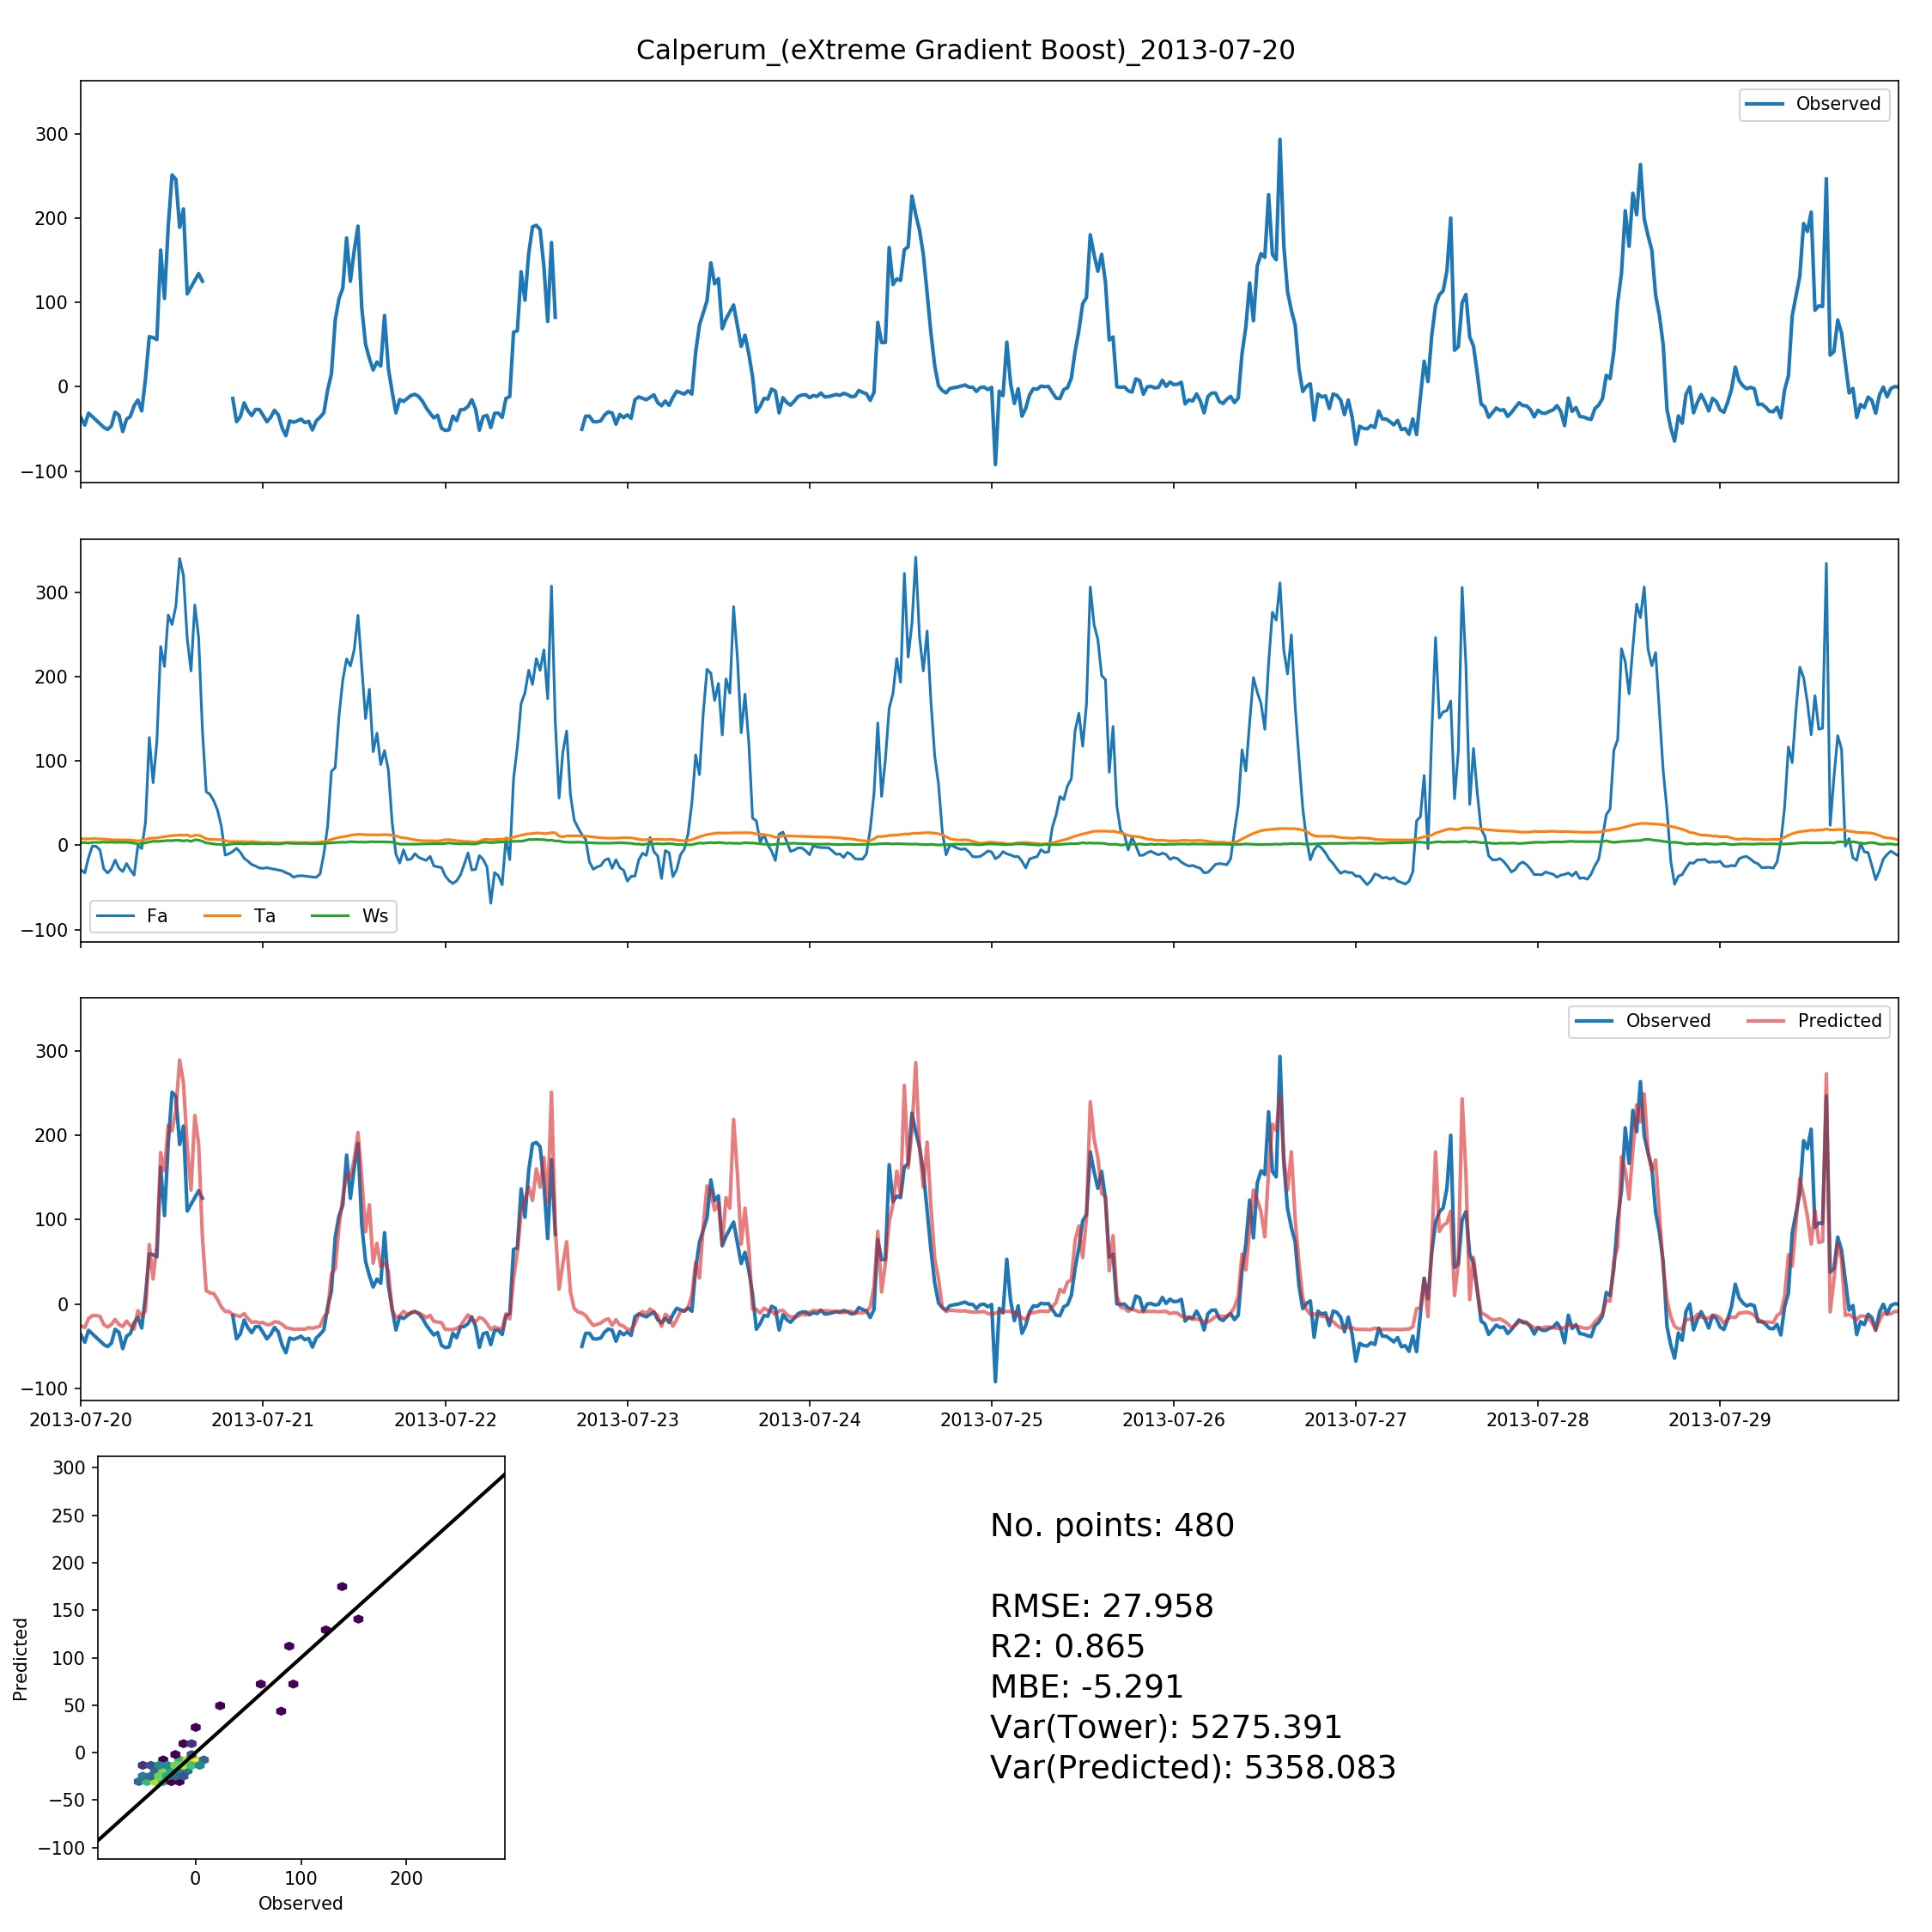 Calperum_(eXtreme Gradient Boost)_2013-07-20
Observed
300
200
100
0
−100
300
200
100
0
−100
Fa Ta Ws
Observed Predicted
300
200
100
0
−100
2013-07-20 2013-07-21 2013-07-22 2013-07-23 2013-07-24 2013-07-25 2013-07-26 2013-07-27 2013-07-28 2013-07-29
300
250
200
150
100
50
0
−50
−100
Predicted
0 100 200
Observed
No. points: 480
RMSE: 27.958
R2: 0.865
MBE: -5.291
Var(Tower): 5275.391
Var(Predicted): 5358.083